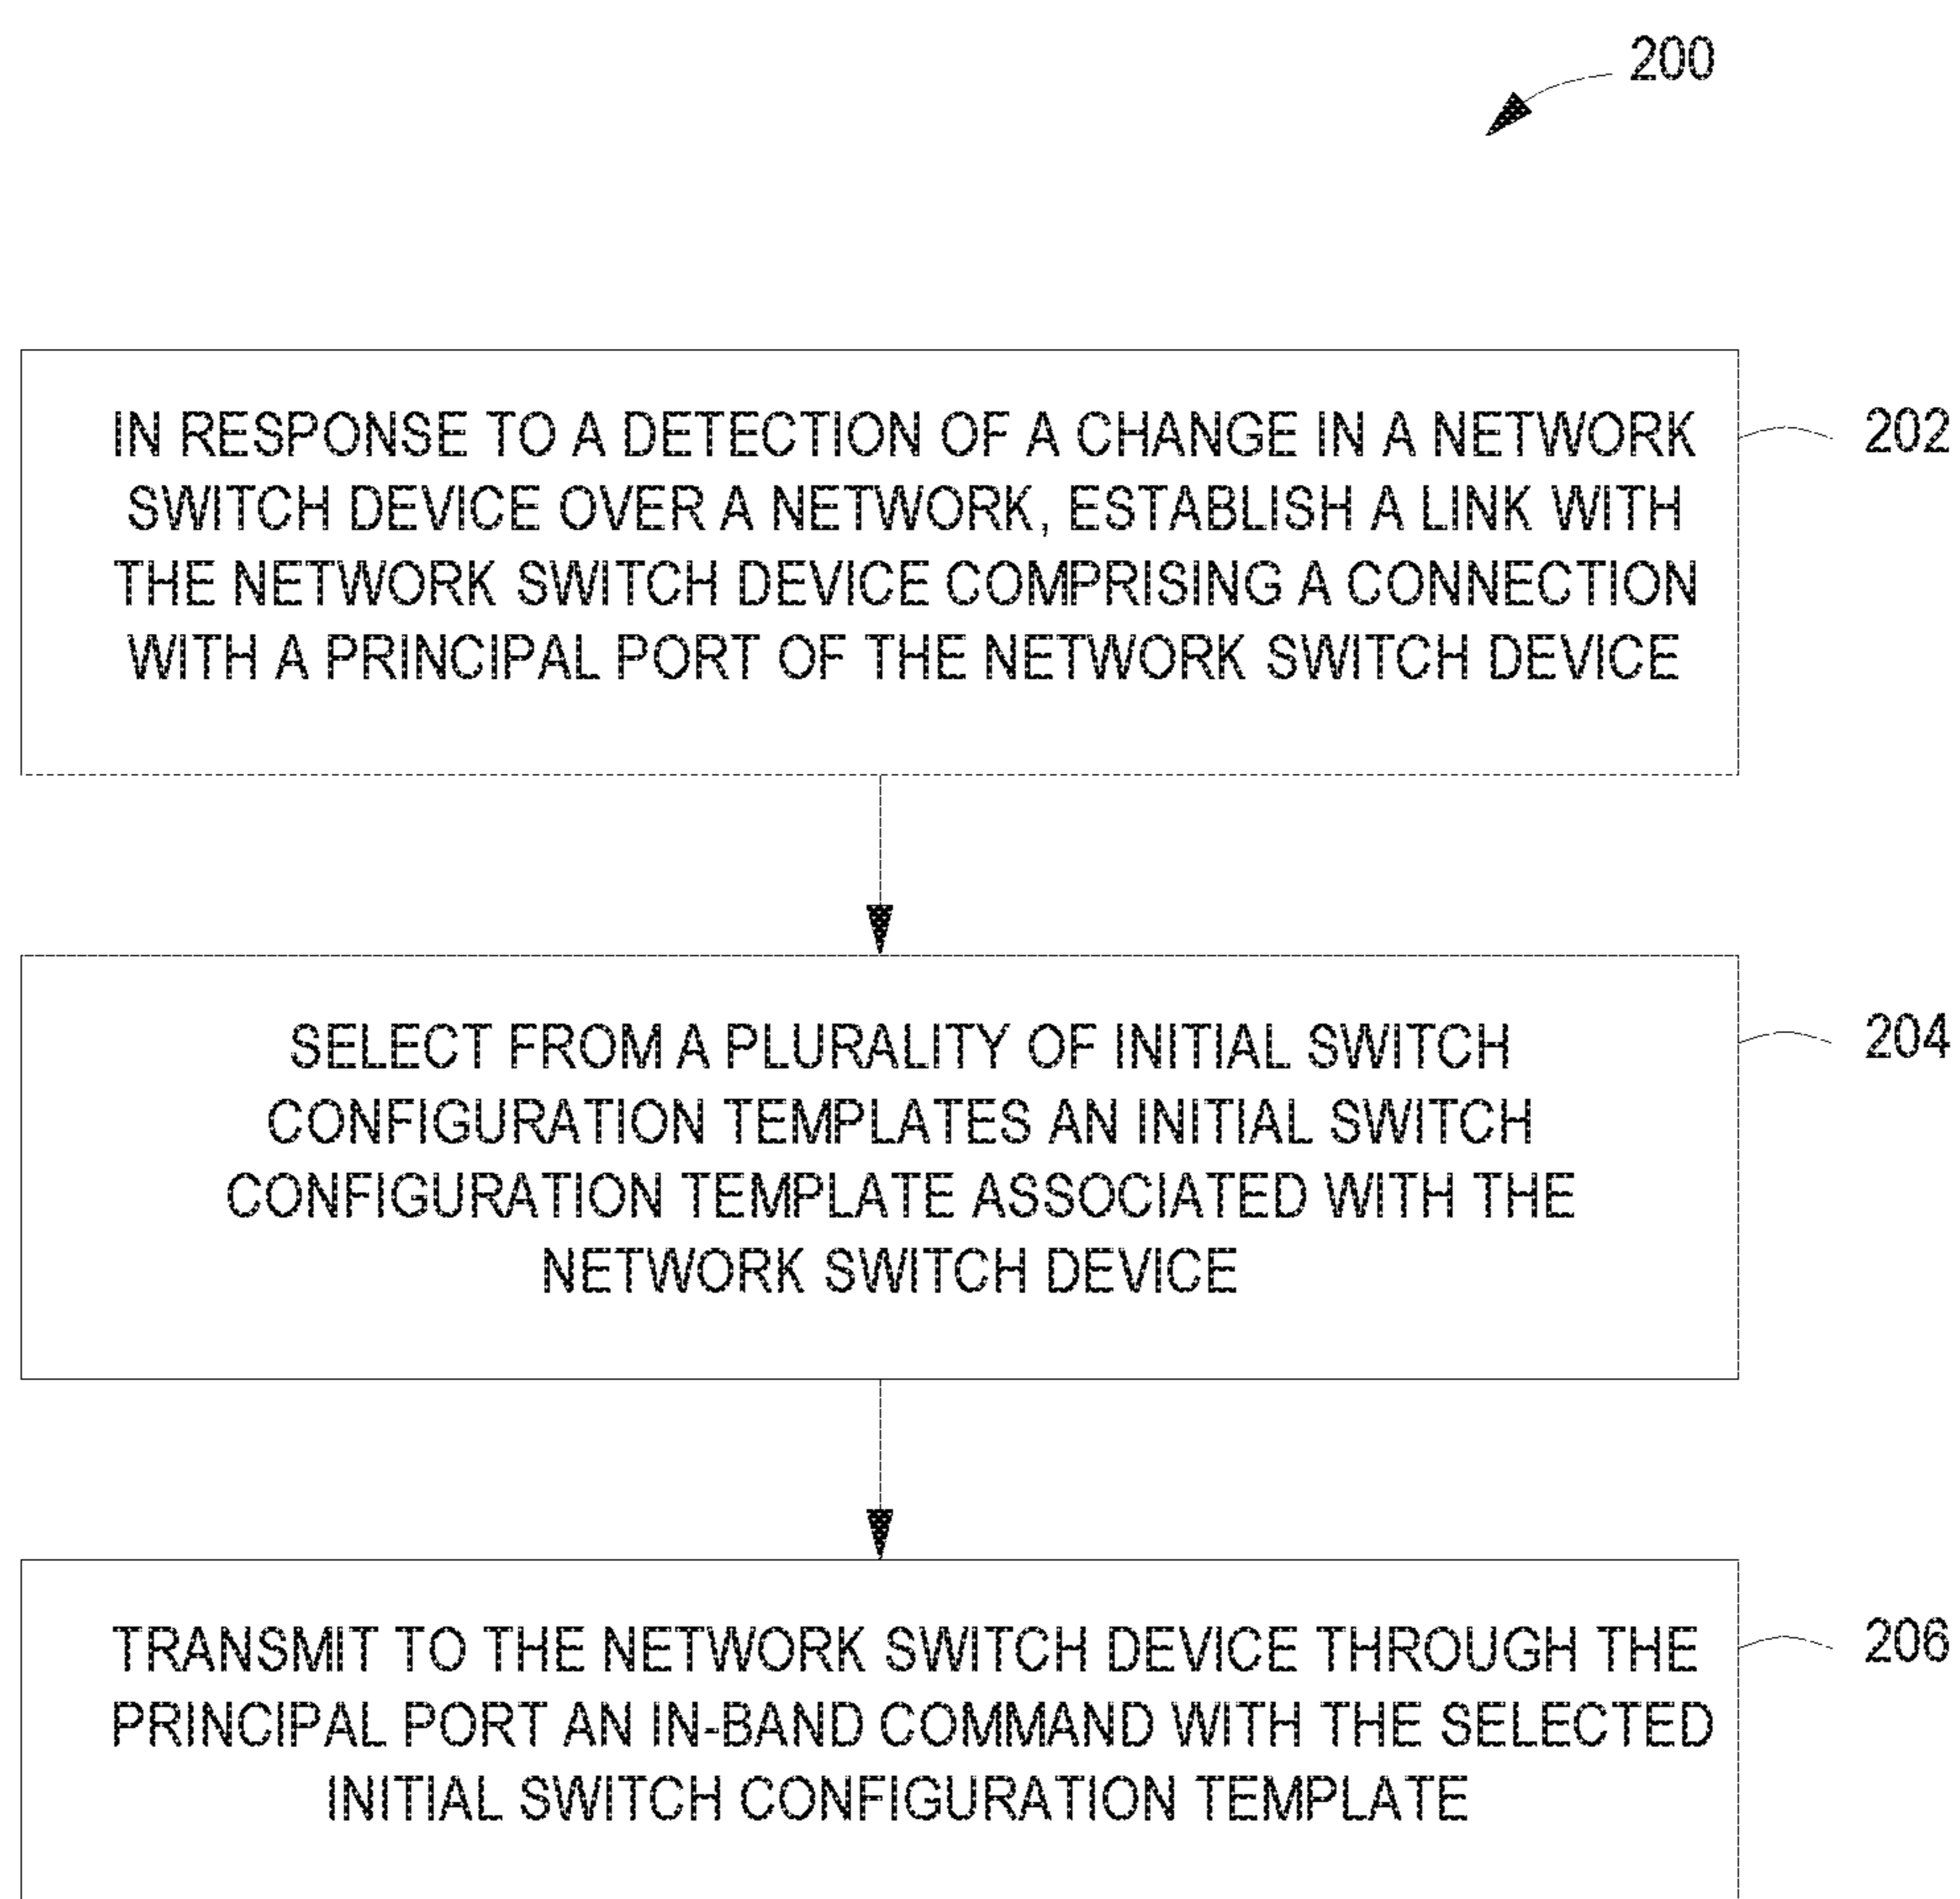 200
IN RESPONSE TO A DETECTION OF A CHANGE IN A NETWORK
SWITCH DEVICE OVER A NETWORK, ESTABLISH A LINK WITH
THE NETWORK SWITCH DEVICE COMPRISING A CONNECTION
WITH A PRINCIPAL PORT OF THE NETWORK SWITCH DEVICE
202
SELECT FROM A PLURALITY OF INITIAL SWITCH
CONFIGURATION TEMPLATES AN INITIAL SWITCH
CONFIGURATION TEMPLATE ASSOCIATED WITH THE
NETWORK SWITCH DEVICE
204
TRANSMIT TO THE NETWORK SWITCH DEVICE THROUGH THE
PRINCIPAL PORT AN IN-BAND COMMAND WITH THE SELECTED
INITIAL SWITCH CONFIGURATION TEMPLATE
206